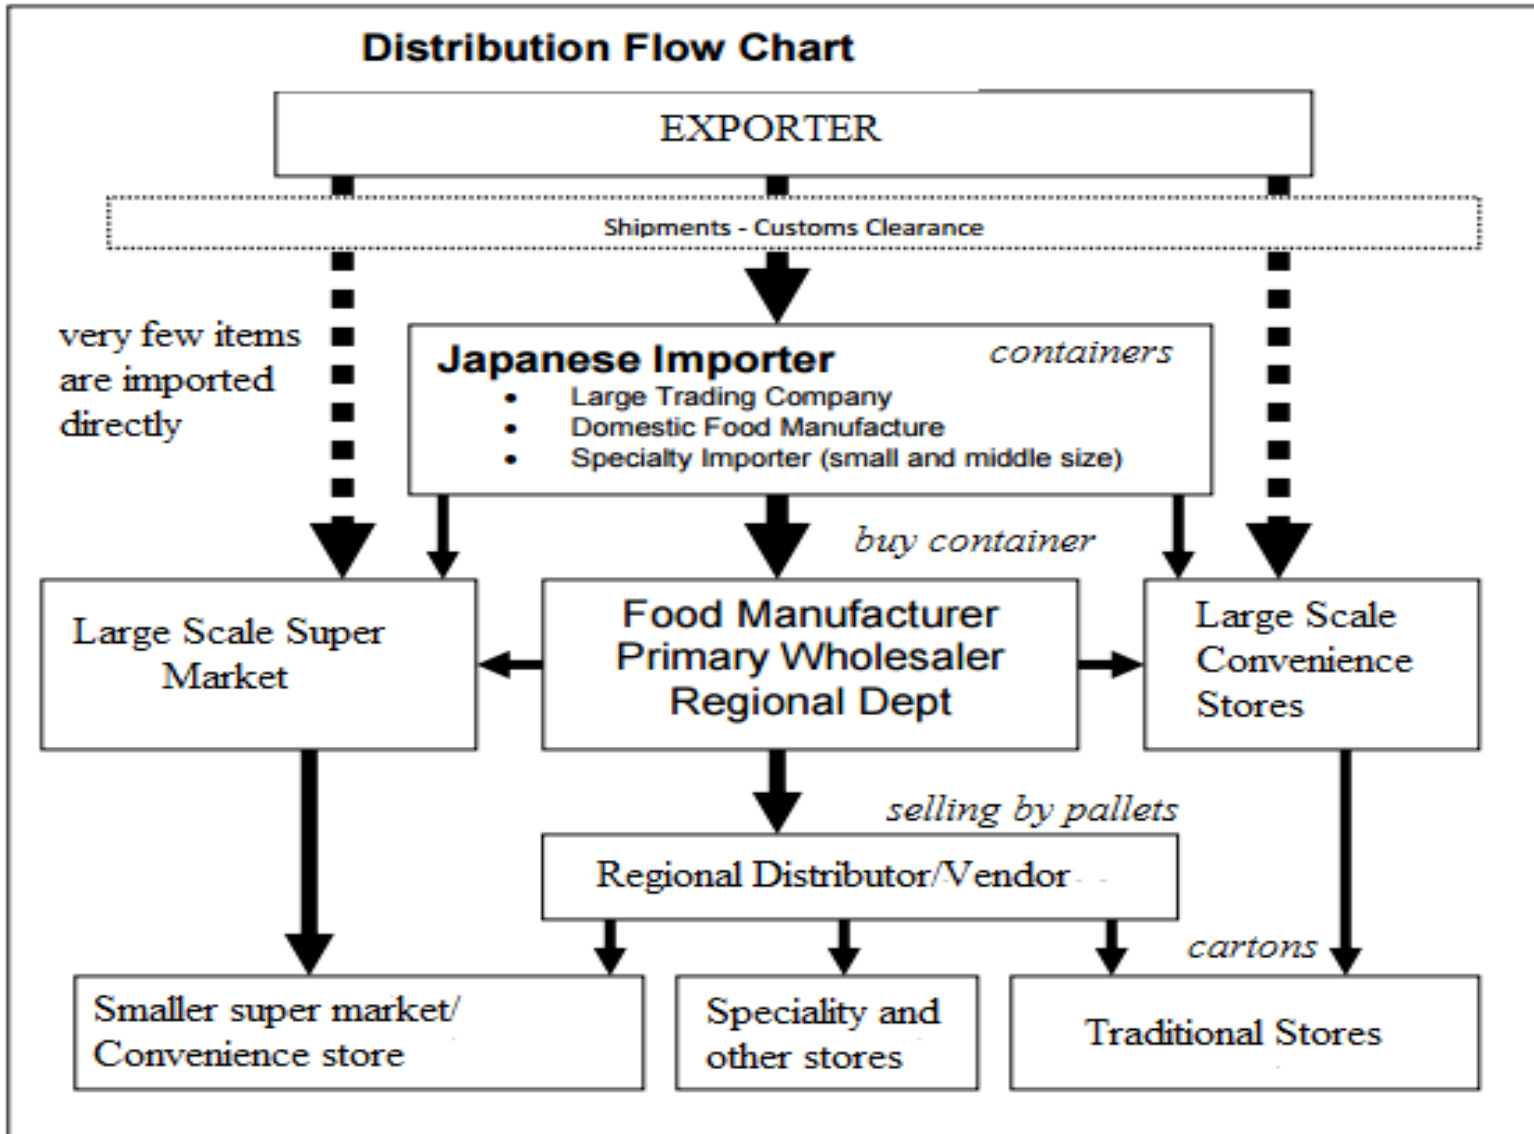 Distribution Flow Chart
EXPORTER
Shipments - Customs Clearance
very few items
are imported
directly
Japanese Importer
containers
• Large Trading Company
• Domestic Food Manufacture
• Specialty Importer (small and middle size)
buy container
Large Scale Super
Market
Food Manufacturer
Primary Wholesaler
Regional Dept
Large Scale
Convenience
Stores
selling by pallets
Regional Distributor/Vendor
cartons
Smaller super market/
Convenience store
Speciality and
other stores
Traditional Stores